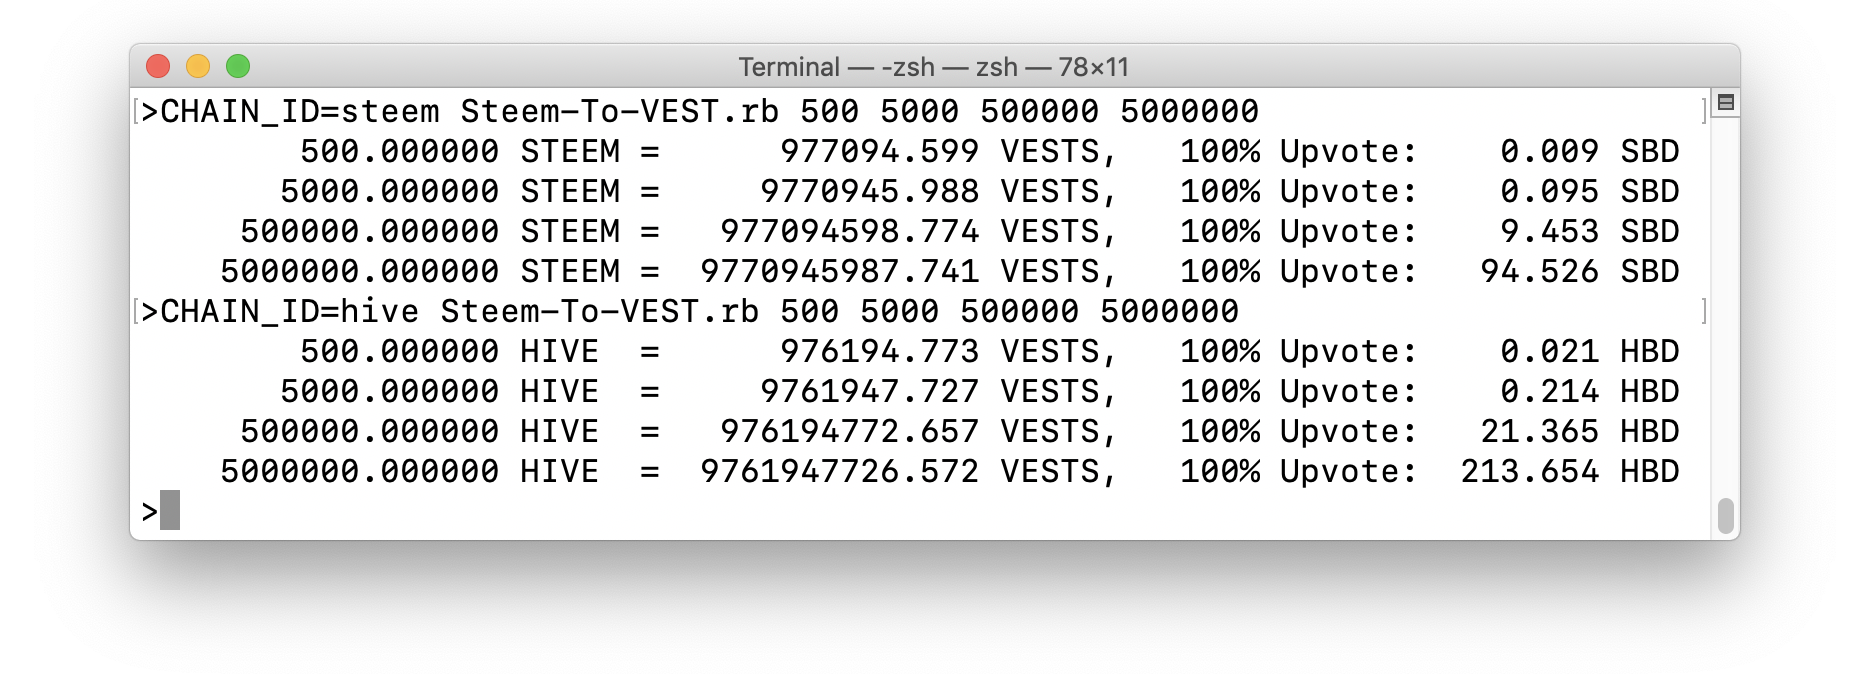 Terminal — -zsh — zsh — 78×11
[>CHAIN_ID=steem Steem-To-VEST.rb 500 5000 500000 5000000 ]
500.000000 STEEM = 977094.599 VESTS, 100% Upvote: 0.009 SBD
5000.000000 STEEM = 9770945.988 VESTS, 100% Upvote: 0.095 SBD
500000.000000 STEEM = 977094598.774 VESTS, 100% Upvote: 9.453 SBD
5000000.000000 STEEM = 9770945987.741 VESTS, 100% Upvote: 94.526 SBD
[>CHAIN_ID=hive Steem-To-VEST.rb 500 5000 500000 5000000 ]
500.000000 HIVE = 976194.773 VESTS, 100% Upvote: 0.021 HBD
5000.000000 HIVE = 9761947.727 VESTS, 100% Upvote: 0.214 HBD
500000.000000 HIVE = 976194772.657 VESTS, 100% Upvote: 21.365 HBD
5000000.000000 HIVE = 9761947726.572 VESTS, 100% Upvote: 213.654 HBD
>